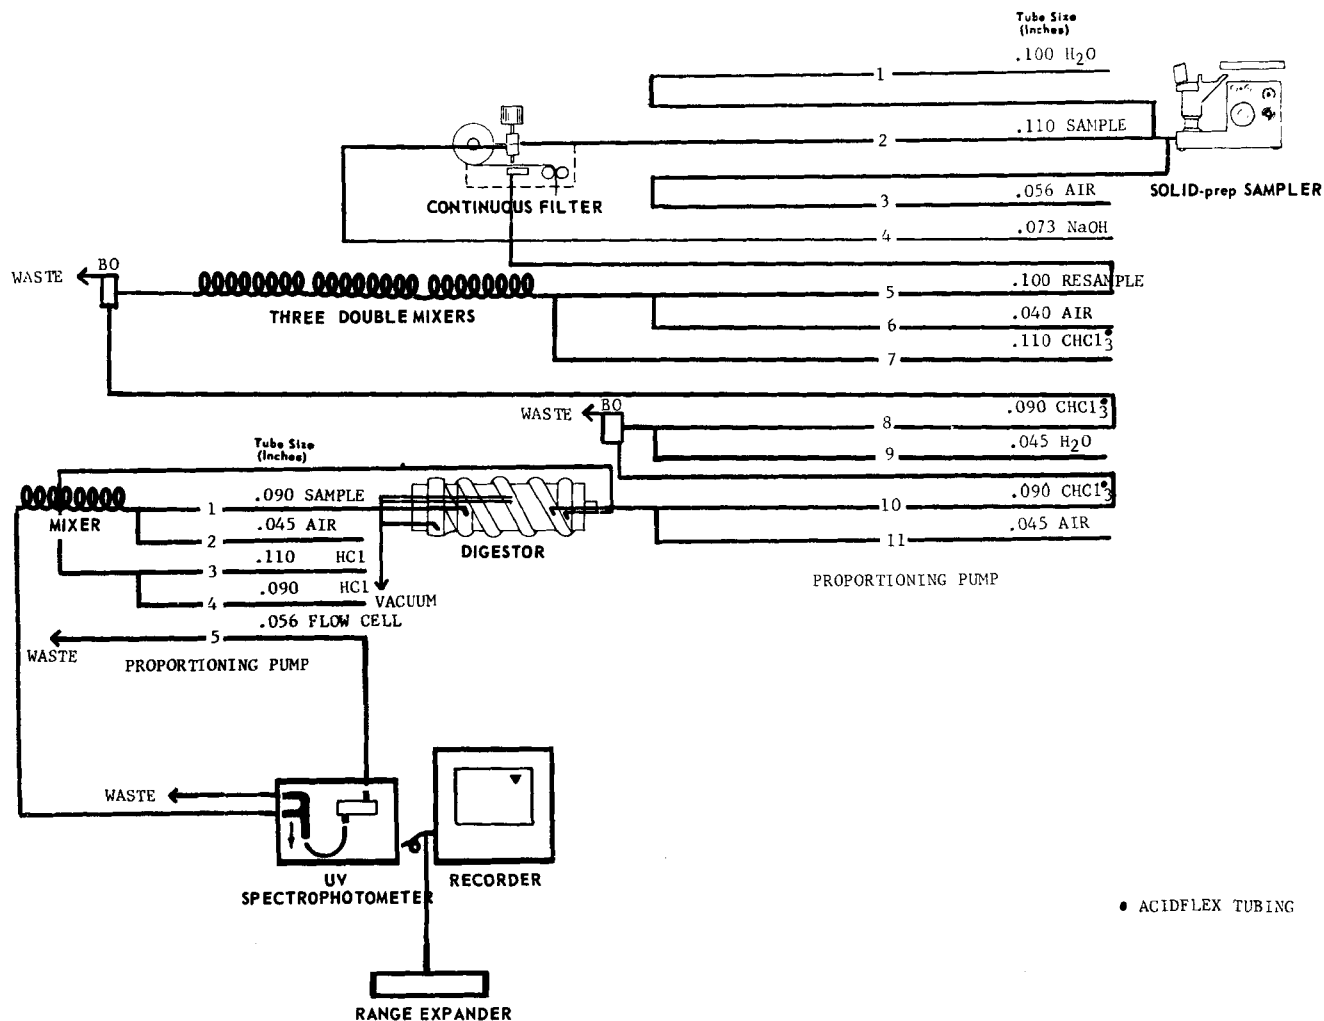 Tube Size
(Inches)
1 .100 H2O
2 .110 SAMPLE
SOLID-prep SAMPLER
3 .056 AIR
CONTINUOUS FILTER
4 .073 NaOH
WASTE BO
5 .100 RESAMPLE
THREE DOUBLE MIXERS
6 .040 AIR
7 .110 CHCl3•
WASTE BO
8 .090 CHCl3•
9 .045 H2O
10 .090 CHCl3•
11 .045 AIR
PROPORTIONING PUMP
Tube Size
(Inches)
MIXER
1 .090 SAMPLE
2 .045 AIR
DIGESTOR
3 .110 HCl
4 .090 HCl
VACUUM
5 .056 FLOW CELL
WASTE
PROPORTIONING PUMP
WASTE
UV
SPECTROPHOTOMETER
RECORDER
• ACIDFLEX TUBING
RANGE EXPANDER